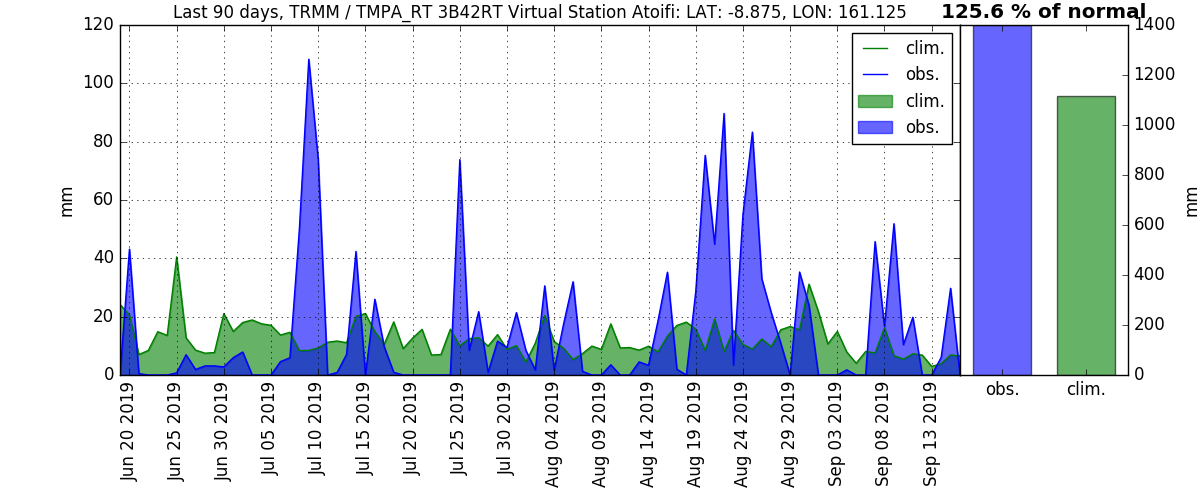 Last 90 days, TRMM / TMPA_RT 3B42RT Virtual Station Atoifi: LAT: -8.875, LON: 161.125
125.6 % of normal
120
100
80
60
40
20
0
mm
clim.
obs.
clim.
obs.
1400
1200
1000
800
600
400
200
0
mm
Jun 20 2019
Jun 25 2019
Jun 30 2019
Jul 05 2019
Jul 10 2019
Jul 15 2019
Jul 20 2019
Jul 25 2019
Jul 30 2019
Aug 04 2019
Aug 09 2019
Aug 14 2019
Aug 19 2019
Aug 24 2019
Aug 29 2019
Sep 03 2019
Sep 08 2019
Sep 13 2019
obs.
clim.